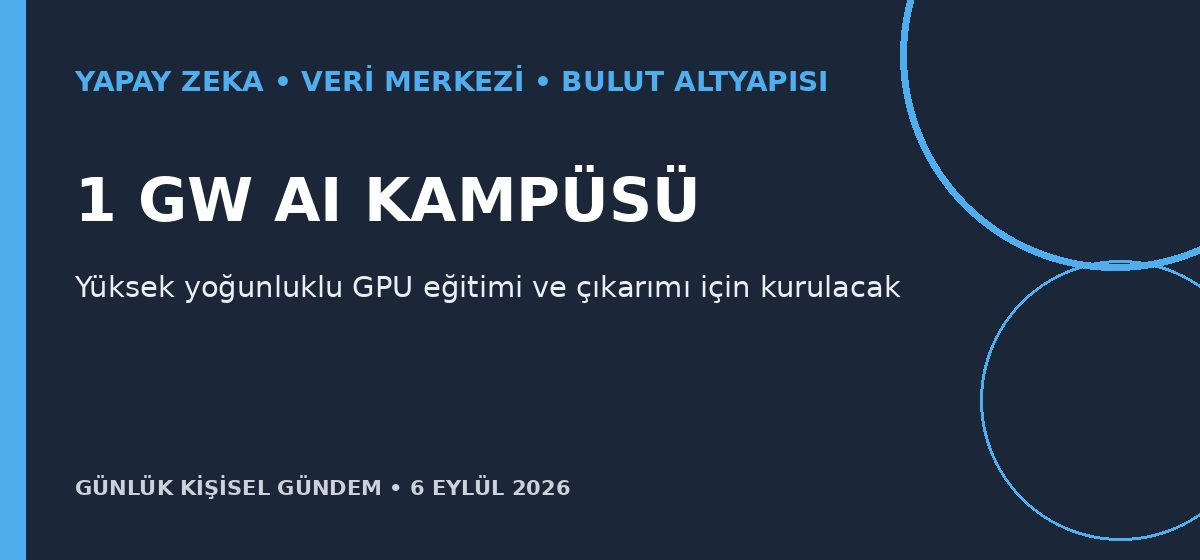 YAPAY ZEKA • VERİ MERKEZİ • BULUT ALTYAPISI
1 GW AI KAMPÜSÜ
Yüksek yoğunluklu GPU eğitimi ve çıkarımı için kurulacak
GÜNLÜK KİŞİSEL GÜNDEM • 6 EYLÜL 2026